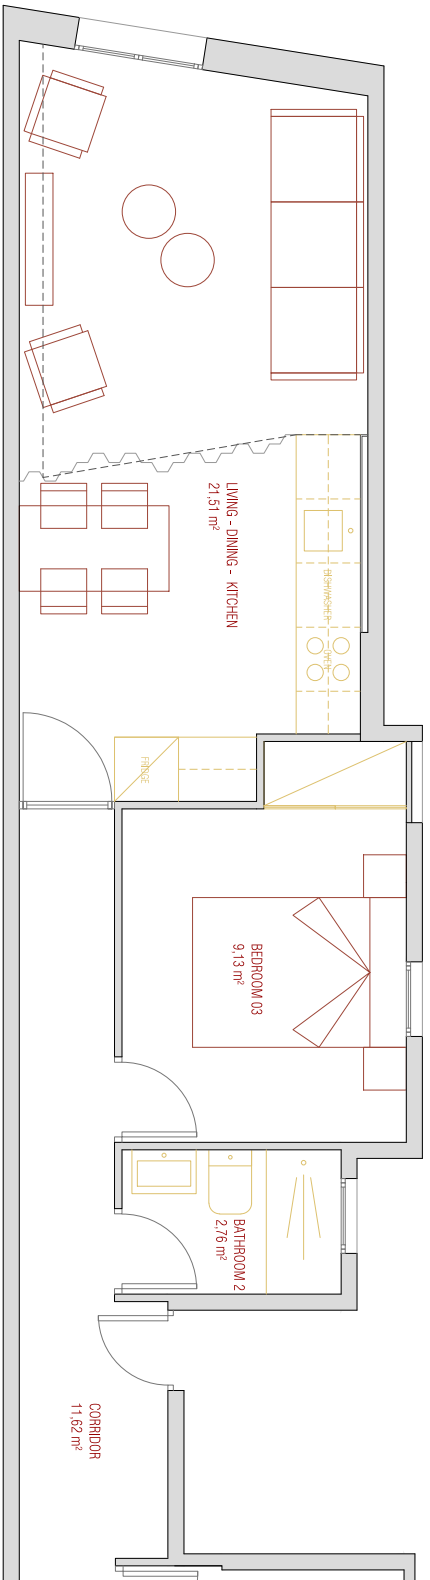 LIVING - DINING - KITCHEN
21,51 m²
DISHWASHER
OVEN
FRIDGE
BEDROOM 03
9,13 m²
BATHROOM 2
2,76 m²
CORRIDOR
11,62 m²